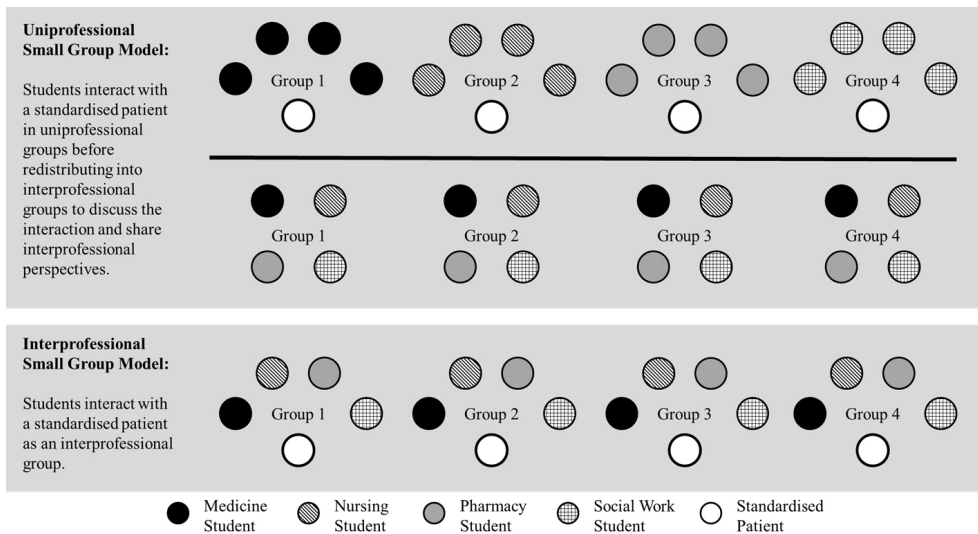 Uniprofessional
Small Group Model:
Students interact with
a standardised patient
in uniprofessional
groups before
redistributing into
interprofessional
groups to discuss the
interaction and share
interprofessional
perspectives.
Group 1
Group 2
Group 3
Group 4
Group 1
Group 2
Group 3
Group 4
Interprofessional
Small Group Model:
Students interact with
a standardised patient
as an interprofessional
group.
Group 1
Group 2
Group 3
Group 4
Medicine
Student
Nursing
Student
Pharmacy
Student
Social Work
Student
Standardised
Patient